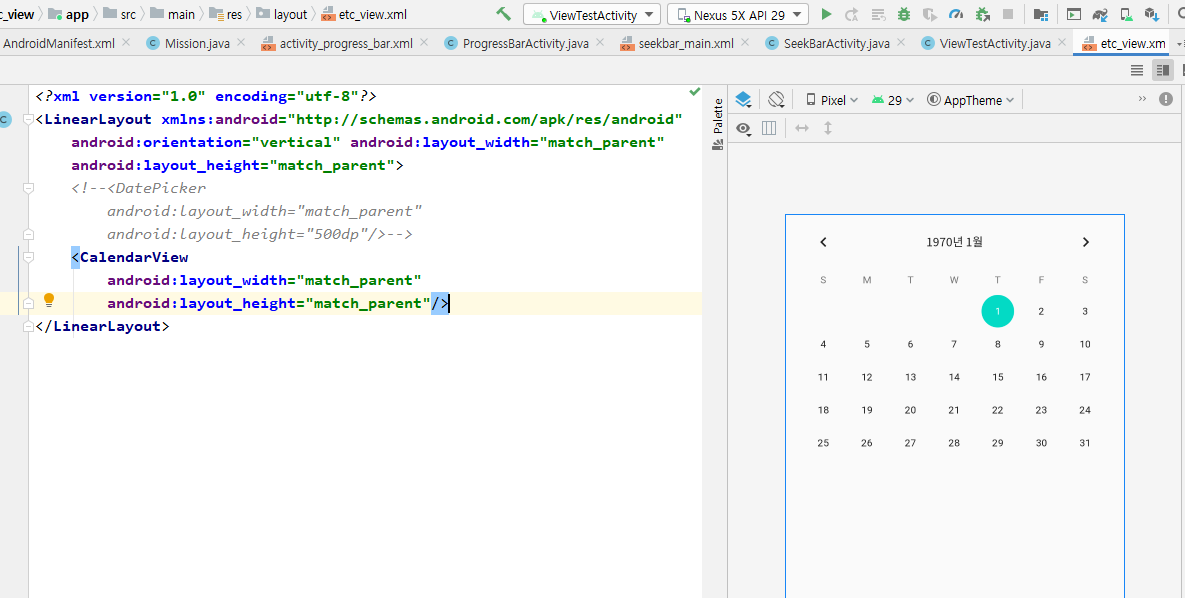 c_view app src main res layout etc_view.xml ViewTestActivity Nexus 5X API 29
AndroidManifest.xml Mission.java activity_progress_bar.xml ProgressBarActivity.java seekbar_main.xml SeekBarActivity.java ViewTestActivity.java etc_view.xm
<?xml version="1.0" encoding="utf-8"?>
<LinearLayout xmlns:android="http://schemas.android.com/apk/res/android"
android:orientation="vertical" android:layout_width="match_parent"
android:layout_height="match_parent">
<!--<DatePicker
android:layout_width="match_parent"
android:layout_height="500dp"/>-->
<CalendarView
android:layout_width="match_parent"
android:layout_height="match_parent"/>
</LinearLayout>
Palette
Pixel 29 AppTheme
1970년 1월
S M T W T F S
1 2 3
4 5 6 7 8 9 10
11 12 13 14 15 16 17
18 19 20 21 22 23 24
25 26 27 28 29 30 31